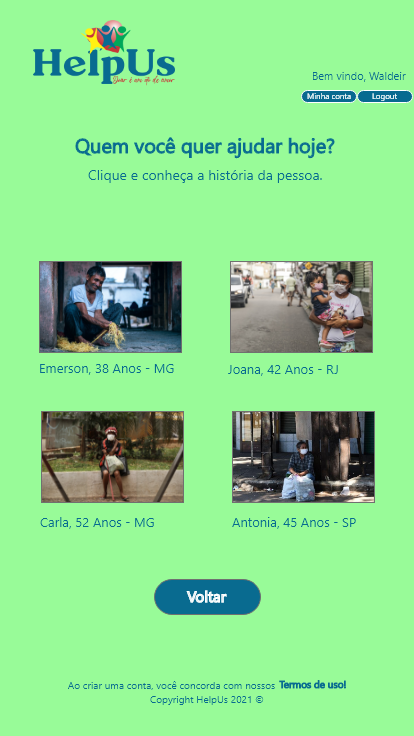 HelpUs
Doar é um ato de amor
Bem vindo, Waldeir
Minha conta Logout
Quem você quer ajudar hoje?
Clique e conheça a história da pessoa.
Emerson, 38 Anos - MG
Joana, 42 Anos - RJ
Carla, 52 Anos - MG
Antonia, 45 Anos - SP
Voltar
Ao criar uma conta, você concorda com nossos Termos de uso!
Copyright HelpUs 2021 ©